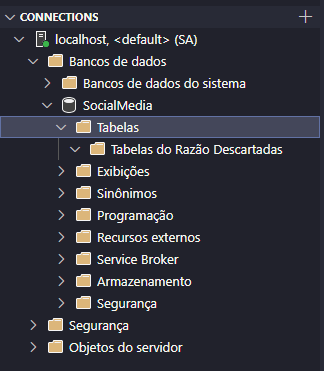 CONNECTIONS
localhost, <default> (SA)
Bancos de dados
Bancos de dados do sistema
SocialMedia
Tabelas
Tabelas do Razão Descartadas
Exibições
Sinônimos
Programação
Recursos externos
Service Broker
Armazenamento
Segurança
Segurança
Objetos do servidor